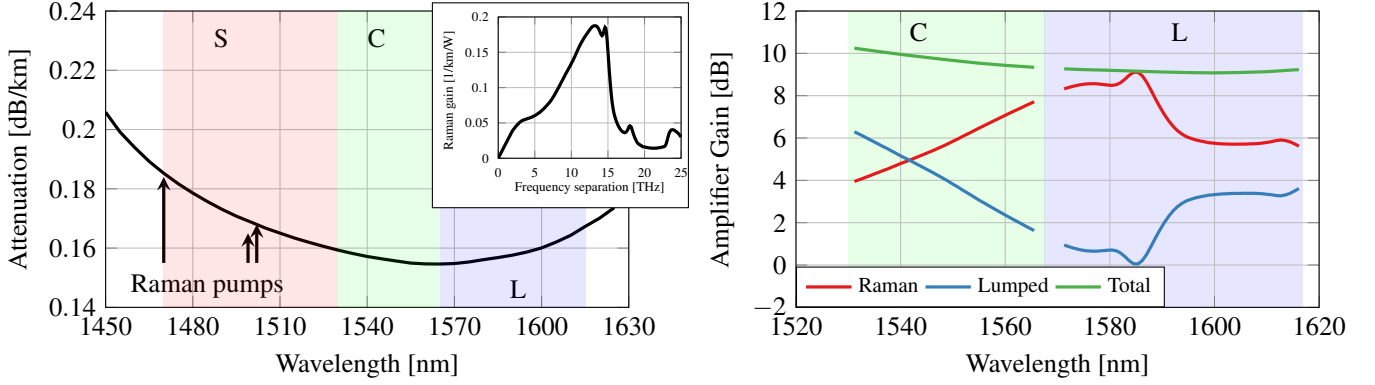 0.24
0.22
0.2
0.18
0.16
0.14
Attenuation [dB/km]
S
C
L
Raman pumps
1450 1480 1510 1540 1570 1600 1630
Wavelength [nm]
0.2
0.15
0.1
0.05
0
Raman gain [1/km/W]
0 5 10 15 20 25
Frequency separation [THz]
12
10
8
6
4
2
0
−2
Amplifier Gain [dB]
C
L
Raman Lumped Total
1520 1540 1560 1580 1600 1620
Wavelength [nm]